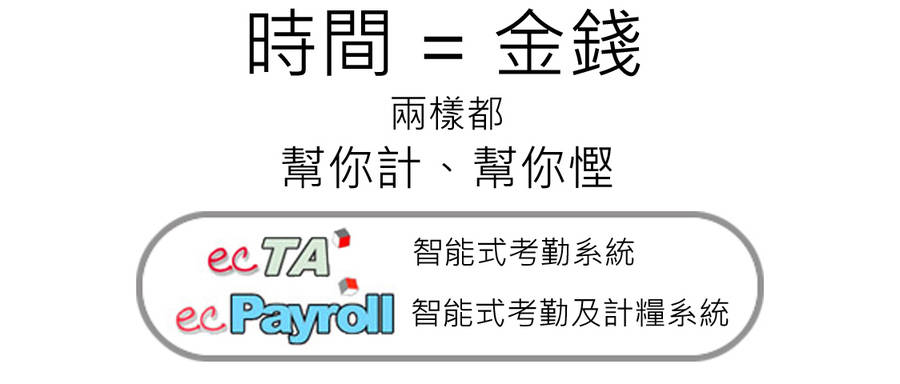 時間 = 金錢
兩樣都
幫你計、幫你慳
ecTA 智能式考勤系統
ecPayroll 智能式考勤及計糧系統